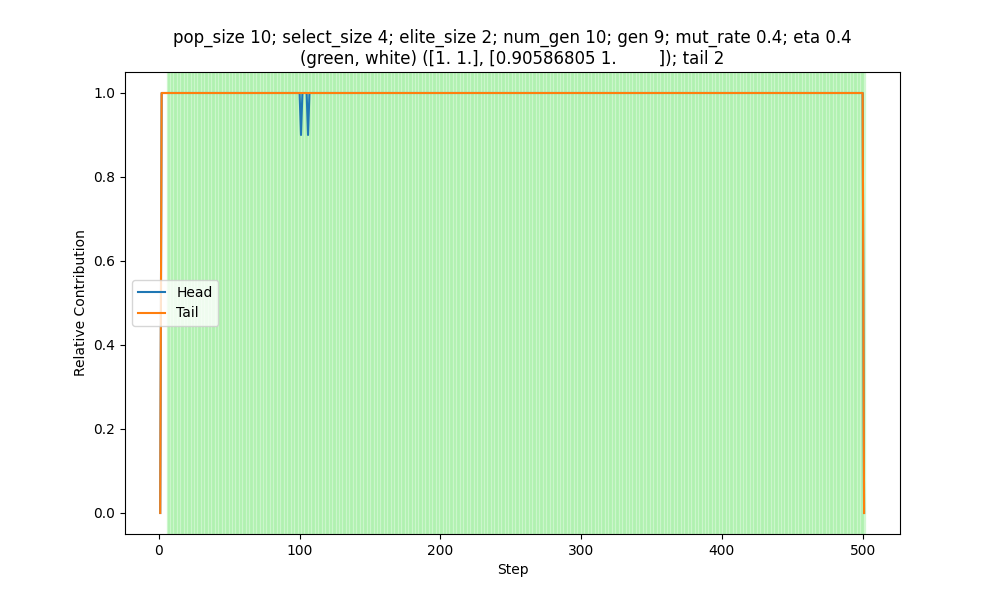 pop_size 10; select_size 4; elite_size 2; num_gen 10; gen 9; mut_rate 0.4; eta 0.4
(green, white) ([1. 1.], [0.90586805 1.        ]); tail 2
1.0
0.8
0.6
0.4
0.2
0.0
Relative Contribution
Head
Tail
0
100
200
300
400
500
Step